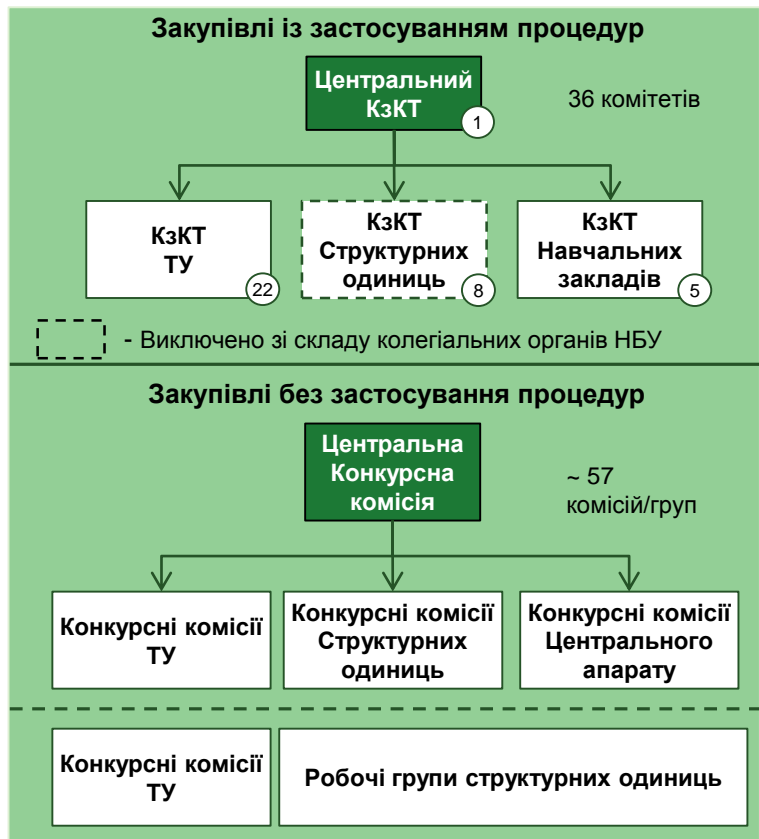 Закупівлі із застосуванням процедур
Центральний
КзКТ
1
36 комітетів
КзКТ
ТУ
22
КзКТ
Структурних
одиниць
8
КзКТ
Навчальних
закладів
5
- Виключено зі складу колегіальних органів НБУ
Закупівлі без застосування процедур
Центральна
Конкурсна
комісія
~ 57
комісій/груп
Конкурсні комісії
ТУ
Конкурсні комісії
Структурних
одиниць
Конкурсні комісії
Центрального
апарату
Конкурсні комісії
ТУ
Робочі групи структурних одиниць